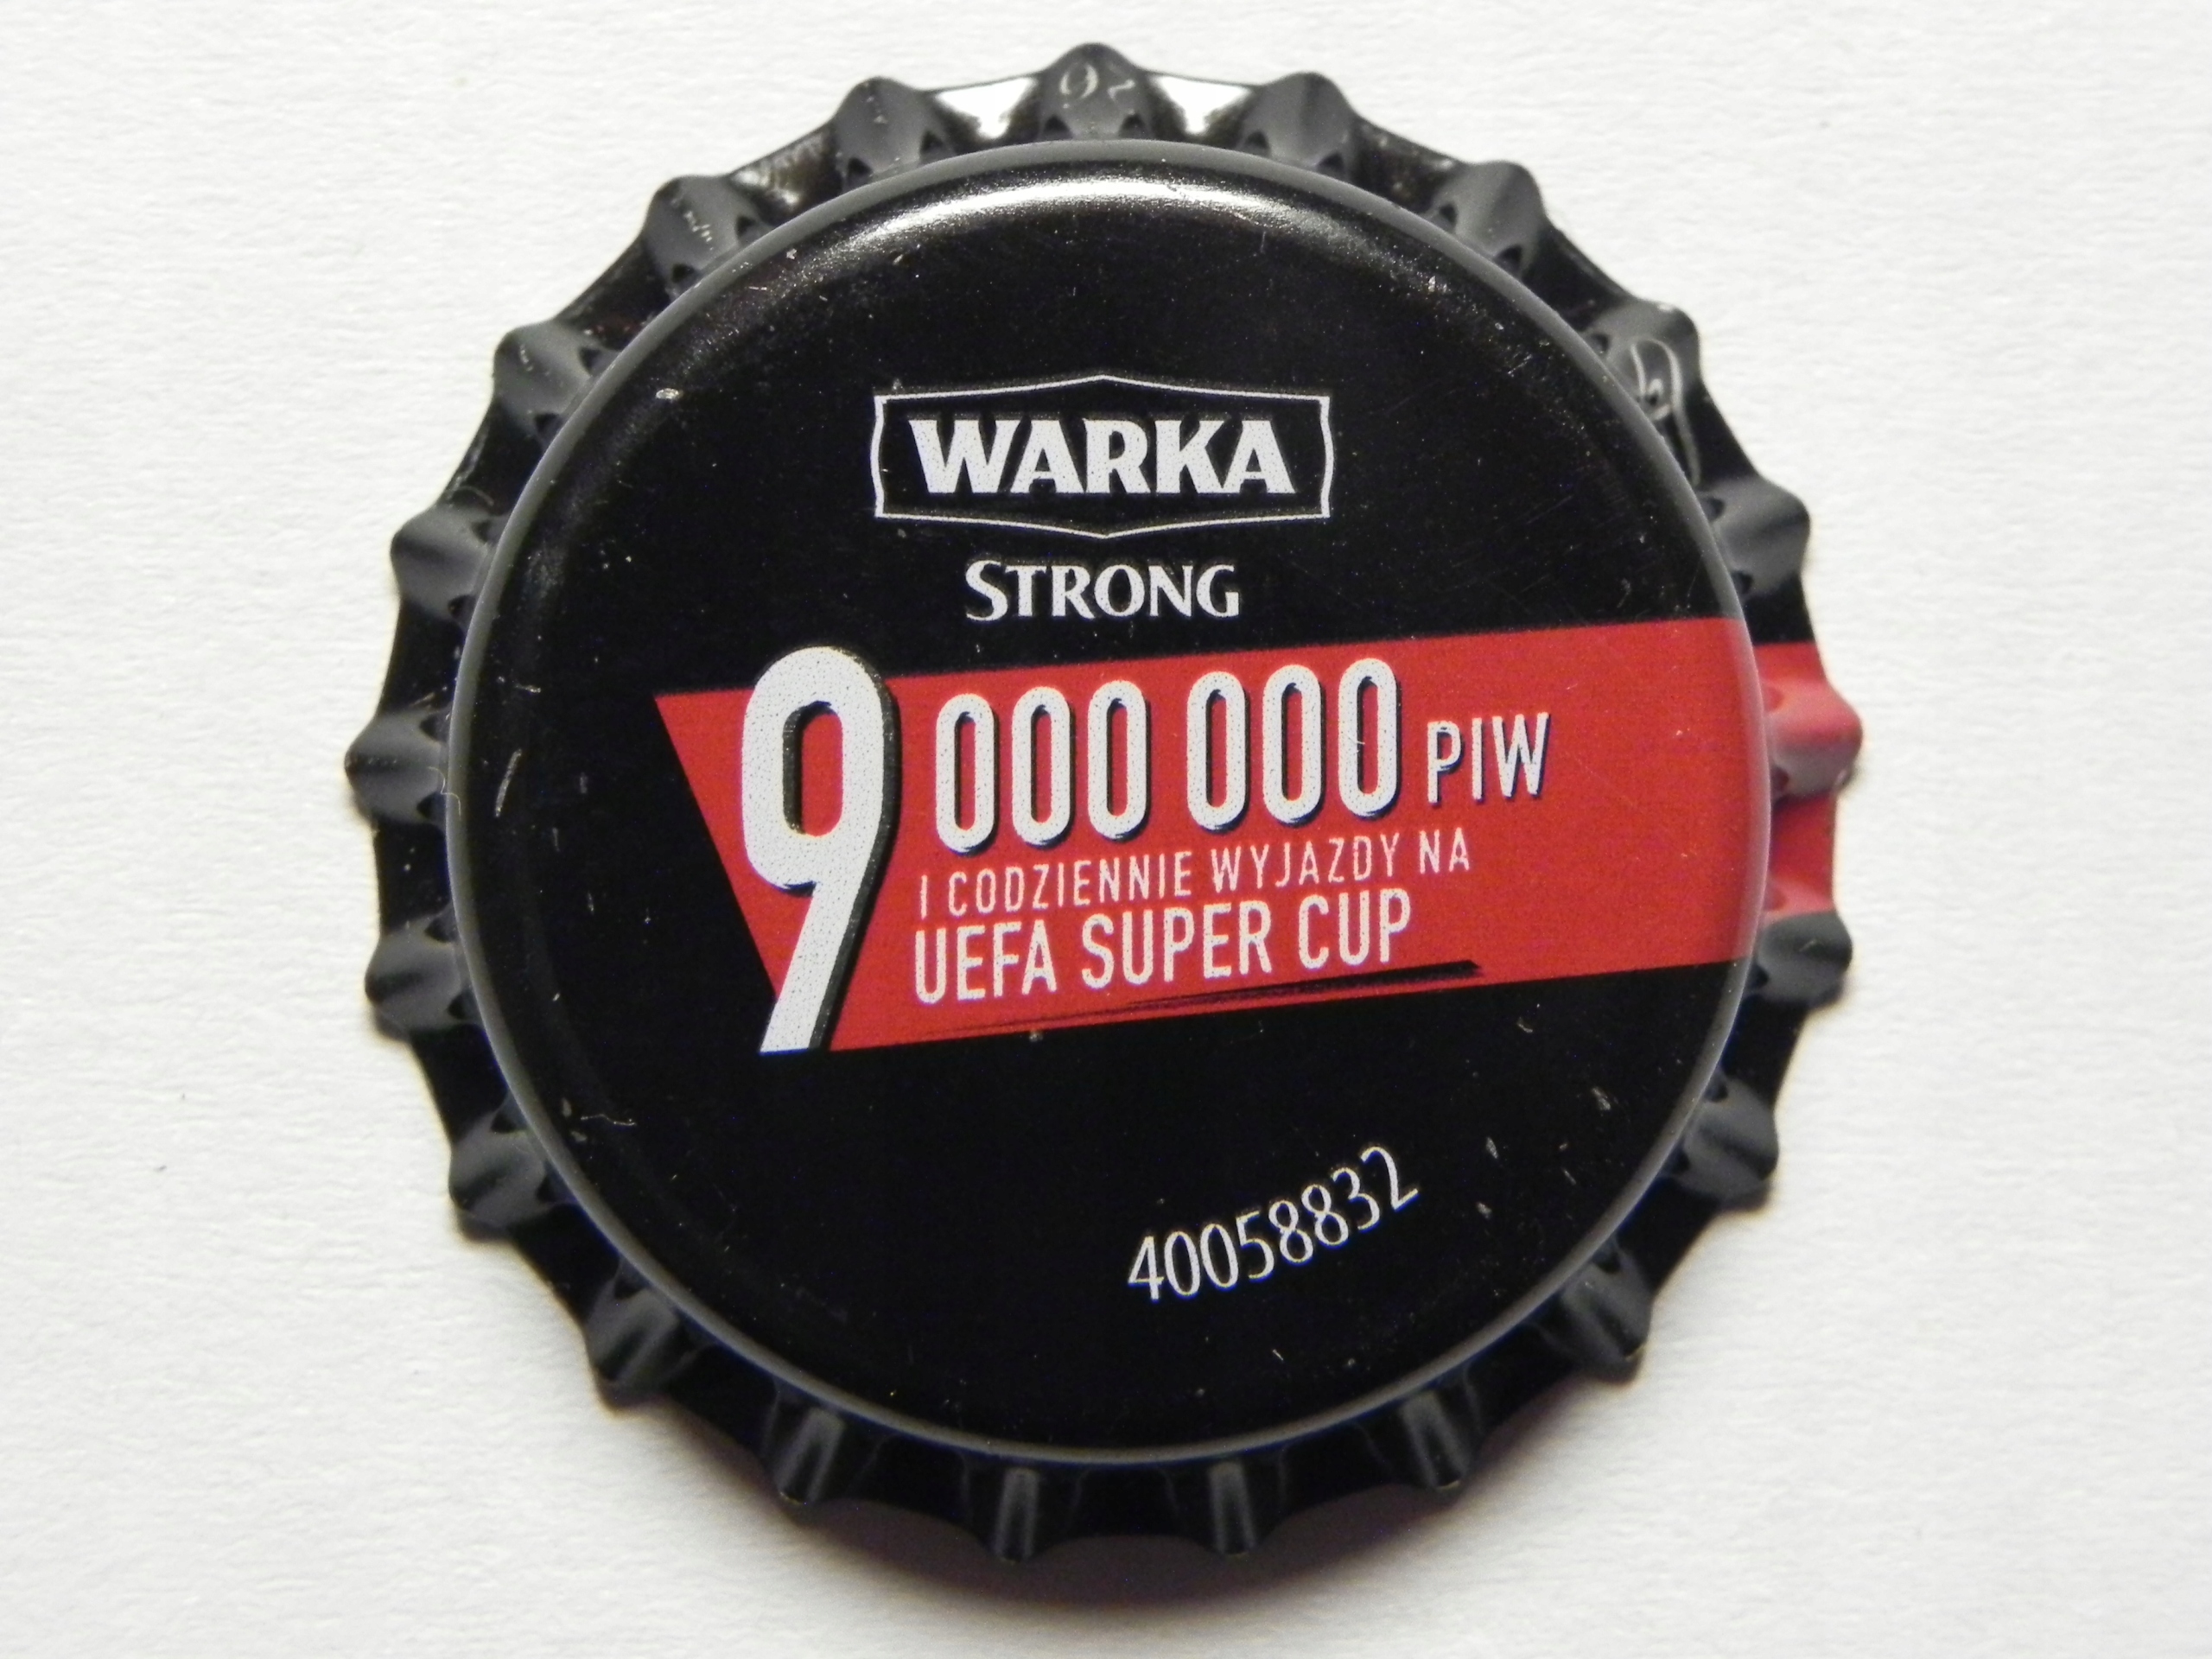 WARKA
STRONG
9 000 000 PIW
I CODZIENNIE WYJAZDY NA
UEFA SUPER CUP
40058832